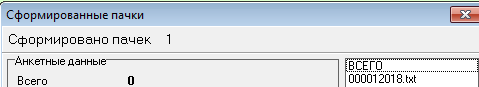 Сформированные пачки
Сформировано пачек 1
Анкетные данные
Всего 0
ВСЕГО
000012018.txt